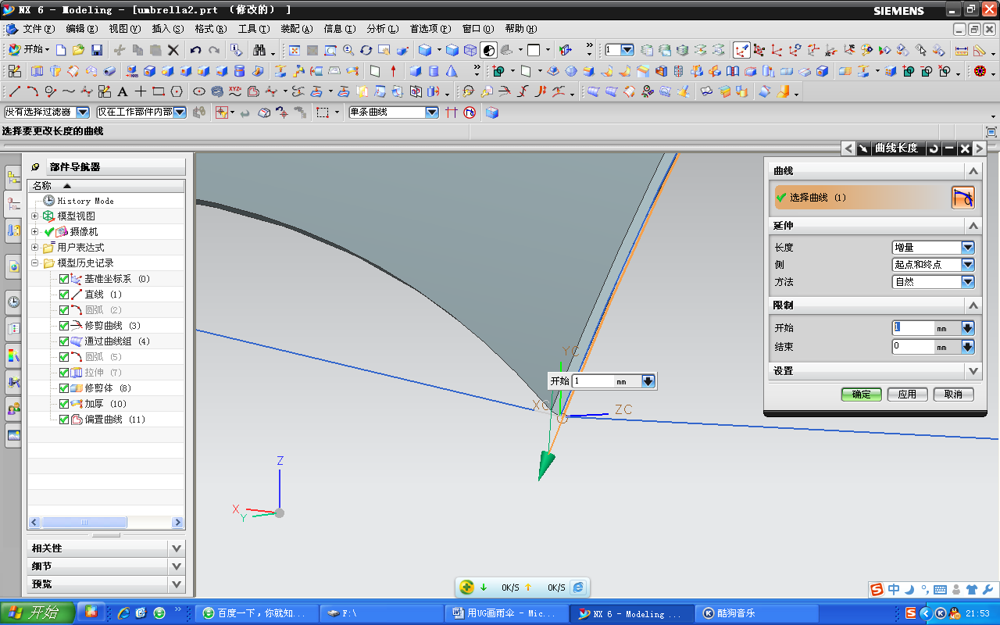 NX 6 - Modeling - [umbrella2.prt （修改的） ]
SIEMENS
文件(F) 编辑(E) 视图(V) 插入(S) 格式(R) 工具(T) 装配(A) 信息(I) 分析(L) 首选项(P) 窗口(O) 帮助(H)
开始 1
没有选择过滤器 仅在工作部件内部 单条曲线
选择要更改长度的曲线
曲线长度
部件导航器
名称
History Mode
模型视图
摄像机
用户表达式
模型历史记录
基准坐标系 (0)
直线 (1)
圆弧 (2)
修剪曲线 (3)
通过曲线组 (4)
圆弧 (5)
拉伸 (7)
修剪体 (8)
加厚 (10)
偏置曲线 (11)
相关性
细节
预览
曲线
选择曲线 (1)
延伸
长度 增量
侧 起点和终点
方法 自然
限制
开始 1 mm
结束 0 mm
设置
确定 应用 取消
YC
开始 1 mm
XC
ZC
Z
X
Y
0K/S 0K/S
中
开始
百度一下，你就知...
F:\
用UG画雨伞 - Mic...
NX 6 - Modeling ...
酷狗音乐
21:53